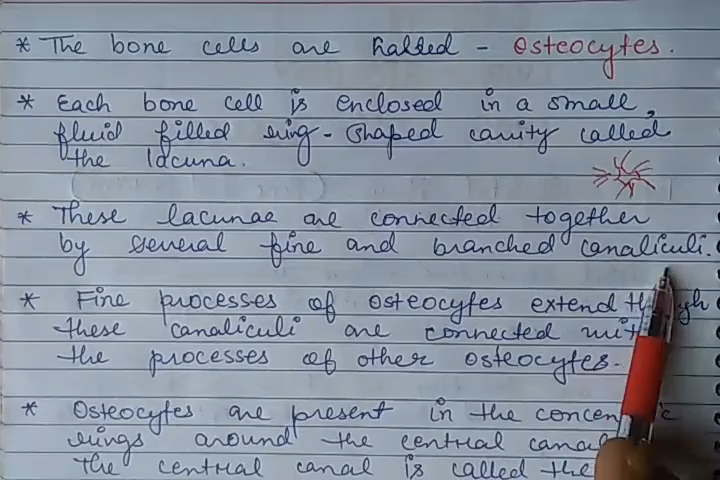 * The bone cells are halded - Osteocytes.
* Each bone cell is enclosed in a small,
fluid filled ring-shaped cavity called
the lacuna.
* These lacunae are connected together
by several fine and branched canaliculi.
* Fine processes of osteocytes extend
these canaliculi are connected
the processes of other osteocytes.
* Osteocytes are present in the
rings around the central canal
the central canal is called the